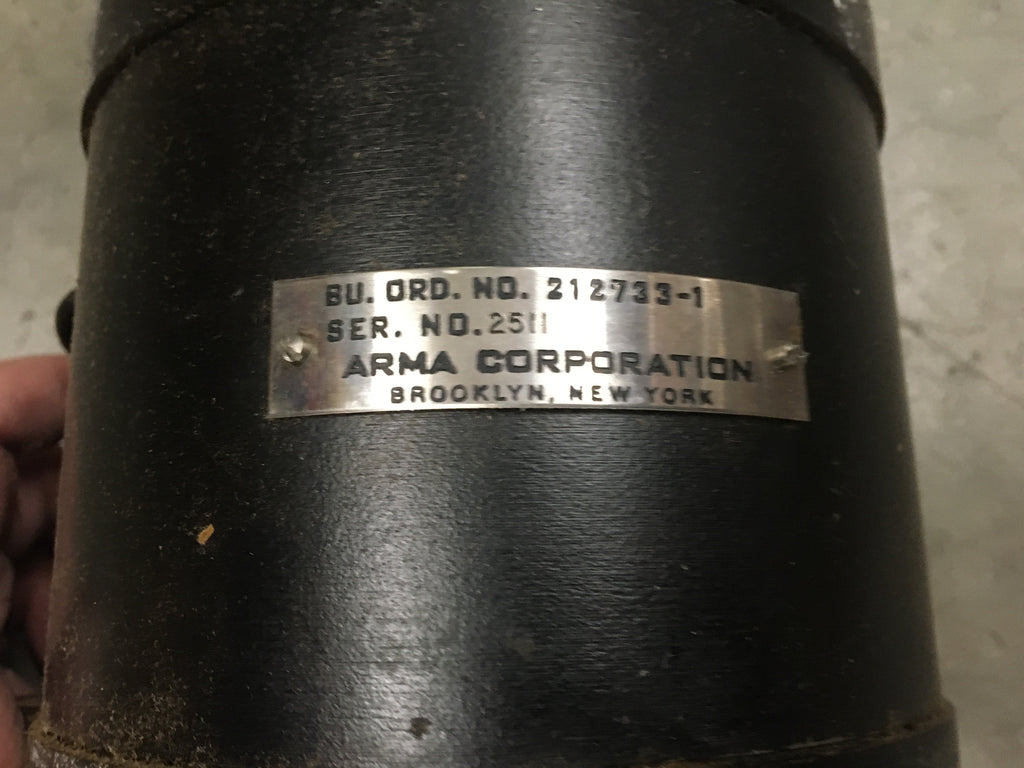 BU. ORD. NO. 212733-1
SER. NO. 2511
ARMA CORPORATION
BROOKLYN, NEW YORK